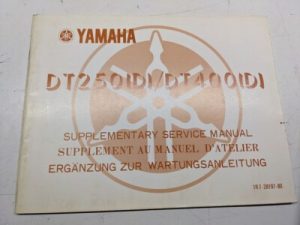 YAMAHA
DT250(D)/DT400(D)
SUPPLEMENTARY SERVICE MANUAL
SUPPLEMENT AU MANUEL D'ATELIER
ERGÄNZUNG ZUR WARTUNGSANLEITUNG